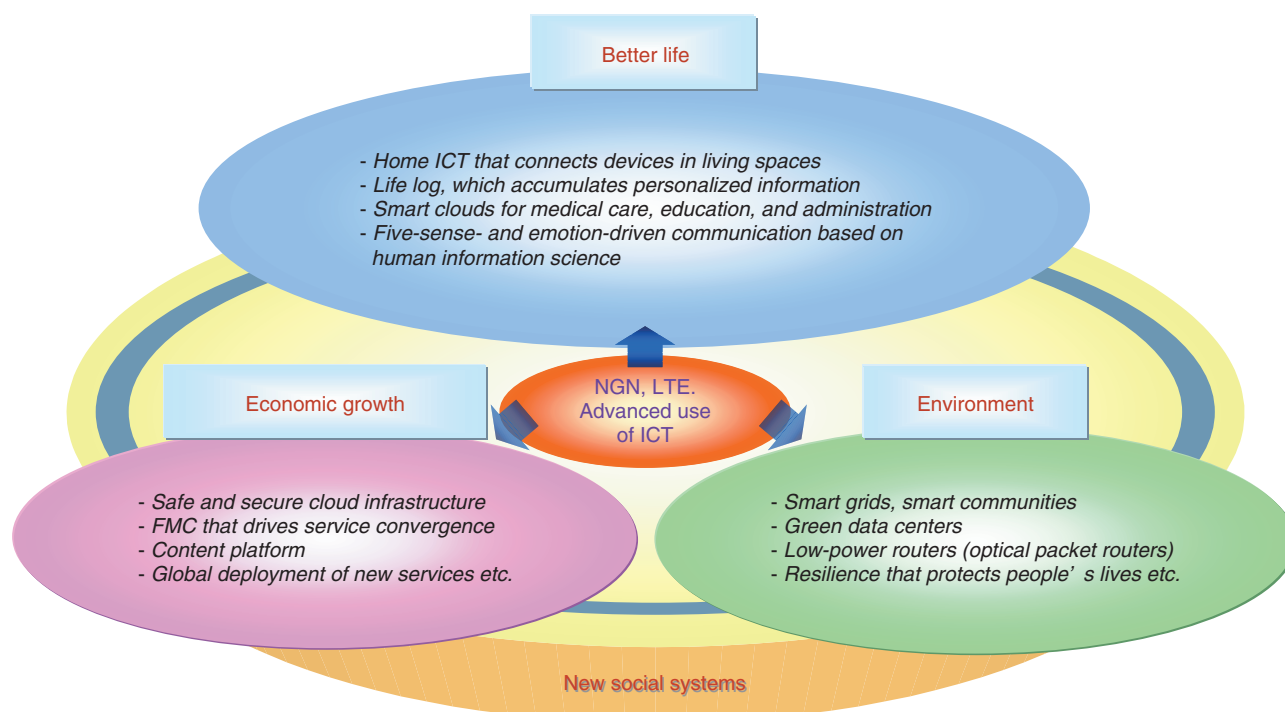 Better life
- Home ICT that connects devices in living spaces
- Life log, which accumulates personalized information
- Smart clouds for medical care, education, and administration
- Five-sense- and emotion-driven communication based on
human information science
NGN, LTE.
Advanced use
of ICT
Economic growth
- Safe and secure cloud infrastructure
- FMC that drives service convergence
- Content platform
- Global deployment of new services etc.
Environment
- Smart grids, smart communities
- Green data centers
- Low-power routers (optical packet routers)
- Resilience that protects people’ s lives etc.
New social systems